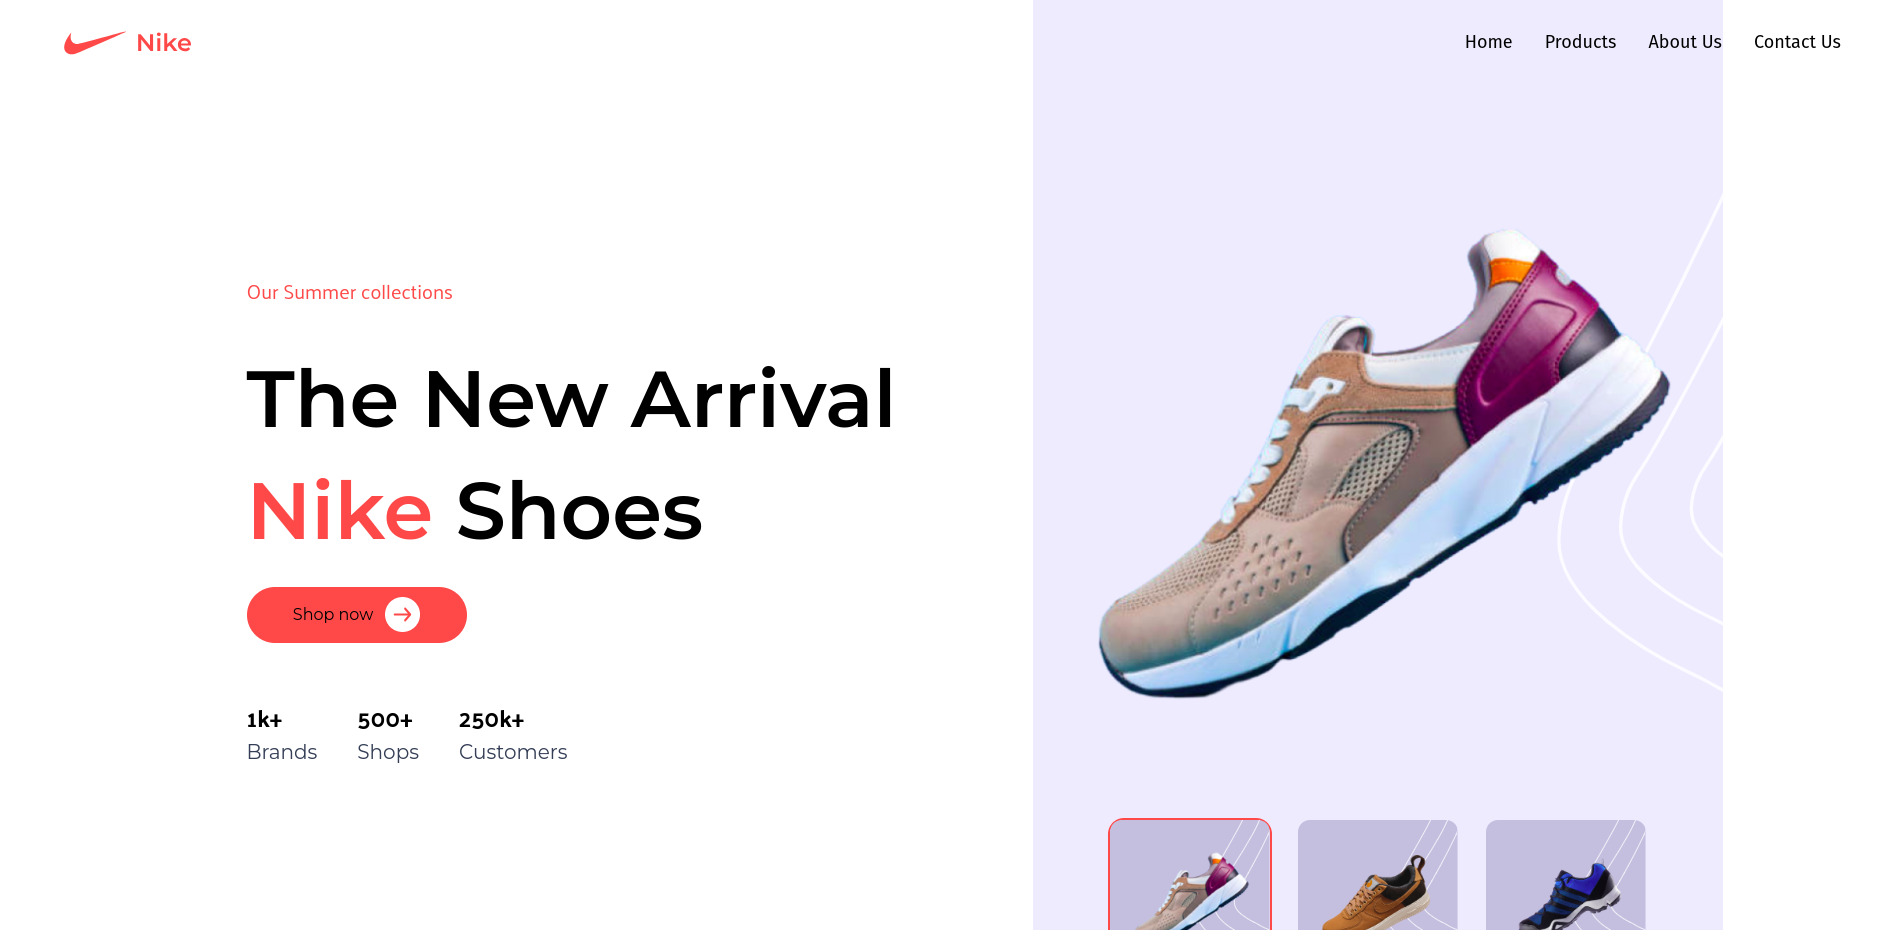 Nike
Home Products About Us Contact Us
Our Summer collections
The New Arrival
Nike Shoes
Shop now
1k+ 500+ 250k+
Brands Shops Customers